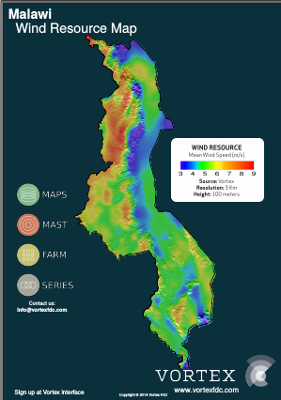 Malawi
Wind Resource Map
WIND RESOURCE
Mean Wind Speed (m/s)
3 4 5 6 7 8 9
Source: Vortex
Resolution: 3 Km
Height: 100 meters
MAPS
MAST
FARM
SERIES
Contact us:
info@vortexfdc.com
VORTEX
www.vortexfdc.com
Sign up at Vortex Interface
Copyright © 2014 Vortex FdC